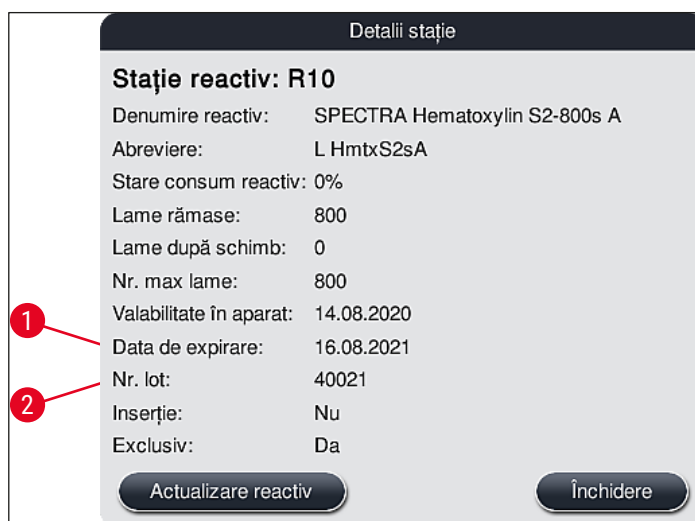 Detalii stație
Stație reactiv: R10
Denumire reactiv: SPECTRA Hematoxylin S2-800s A
Abreviere: L HmtxS2sA
Stare consum reactiv: 0%
Lame rămase: 800
Lame după schimb: 0
Nr. max lame: 800
Valabilitate în aparat: 14.08.2020
1
Data de expirare: 16.08.2021
Nr. lot: 40021
2
Inserție: Nu
Exclusiv: Da
Actualizare reactiv Închidere